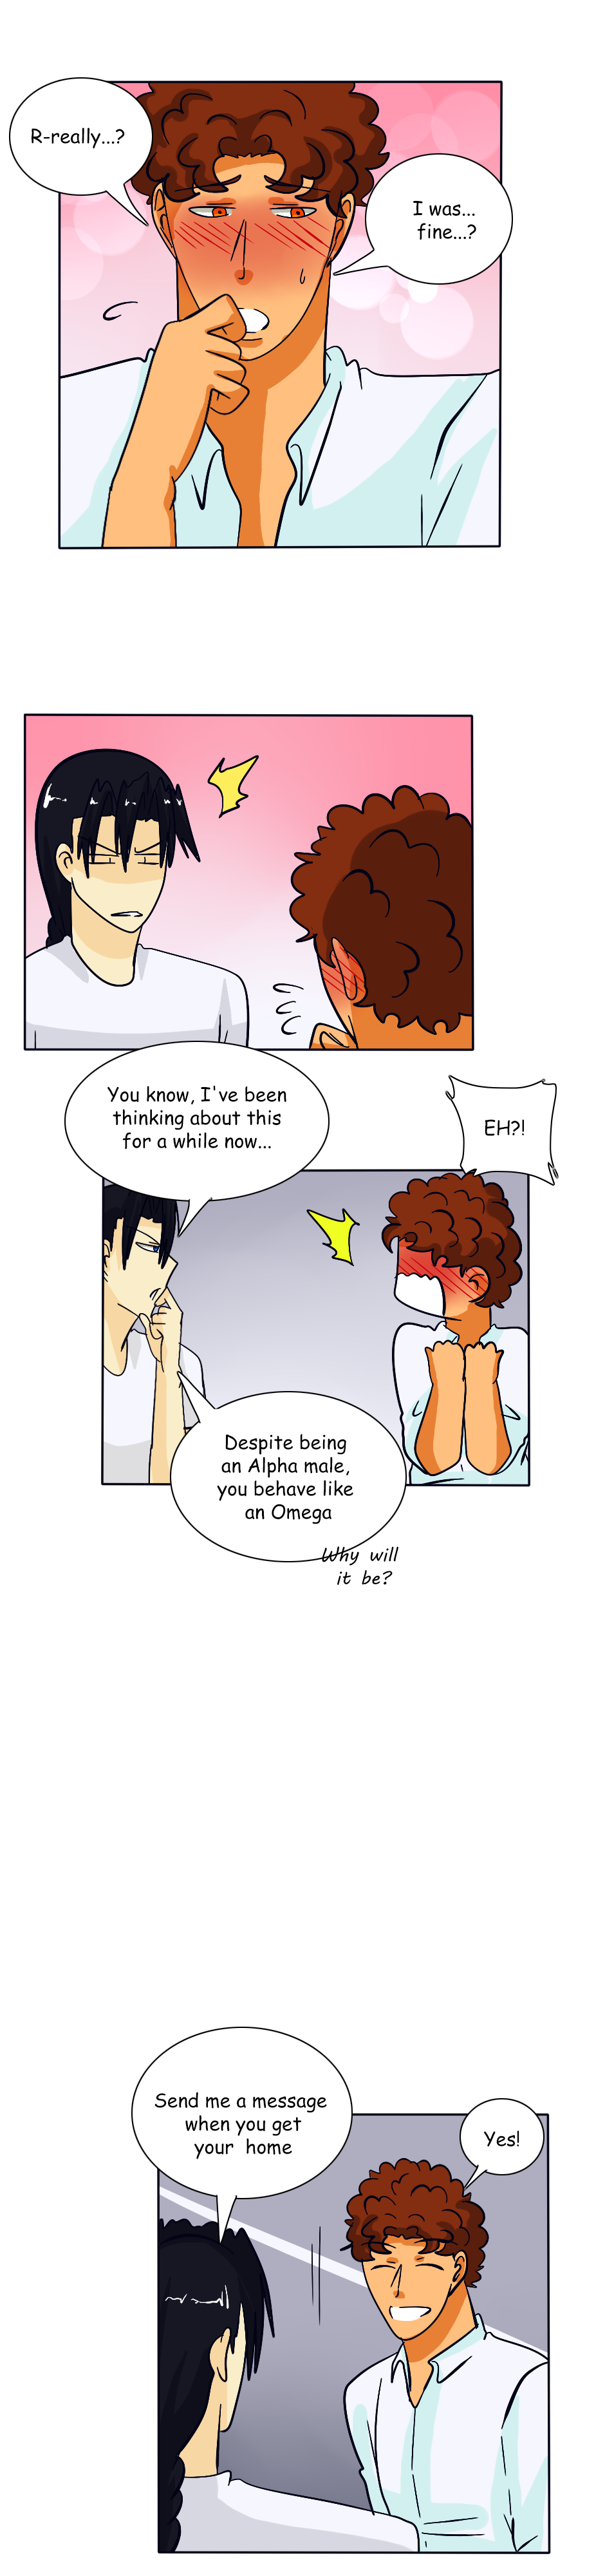 R-really...?
I was...
fine...?
You know, I've been
thinking about this
for a while now...
EH?!
Despite being
an Alpha male,
you behave like
an Omega
Why will
it be?
Send me a message
when you get
your home
Yes!